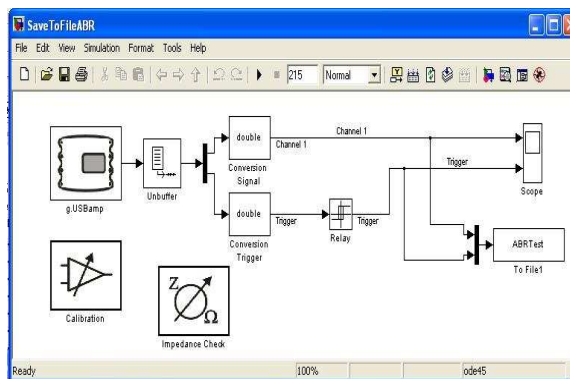 SaveToFileABR
File Edit View Simulation Format Tools Help
215 Normal
double
Channel 1
Channel 1
Conversion
Signal
g.USBamp
Unbuffer
double
Trigger
Conversion
Trigger
Relay
Trigger
Trigger
Scope
ABRTest
To File1
Calibration
Z
Ω
Impedance Check
Ready 100% ode45